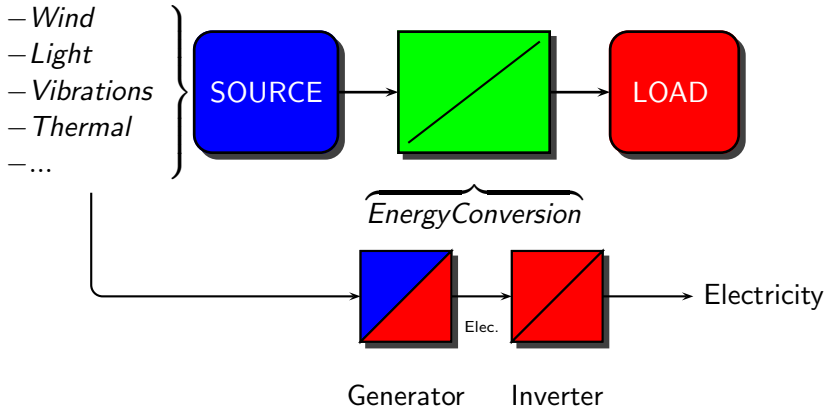 – Wind
– Light
– Vibrations
– Thermal
– ...
SOURCE
LOAD
EnergyConversion
Elec.
Electricity
Generator
Inverter